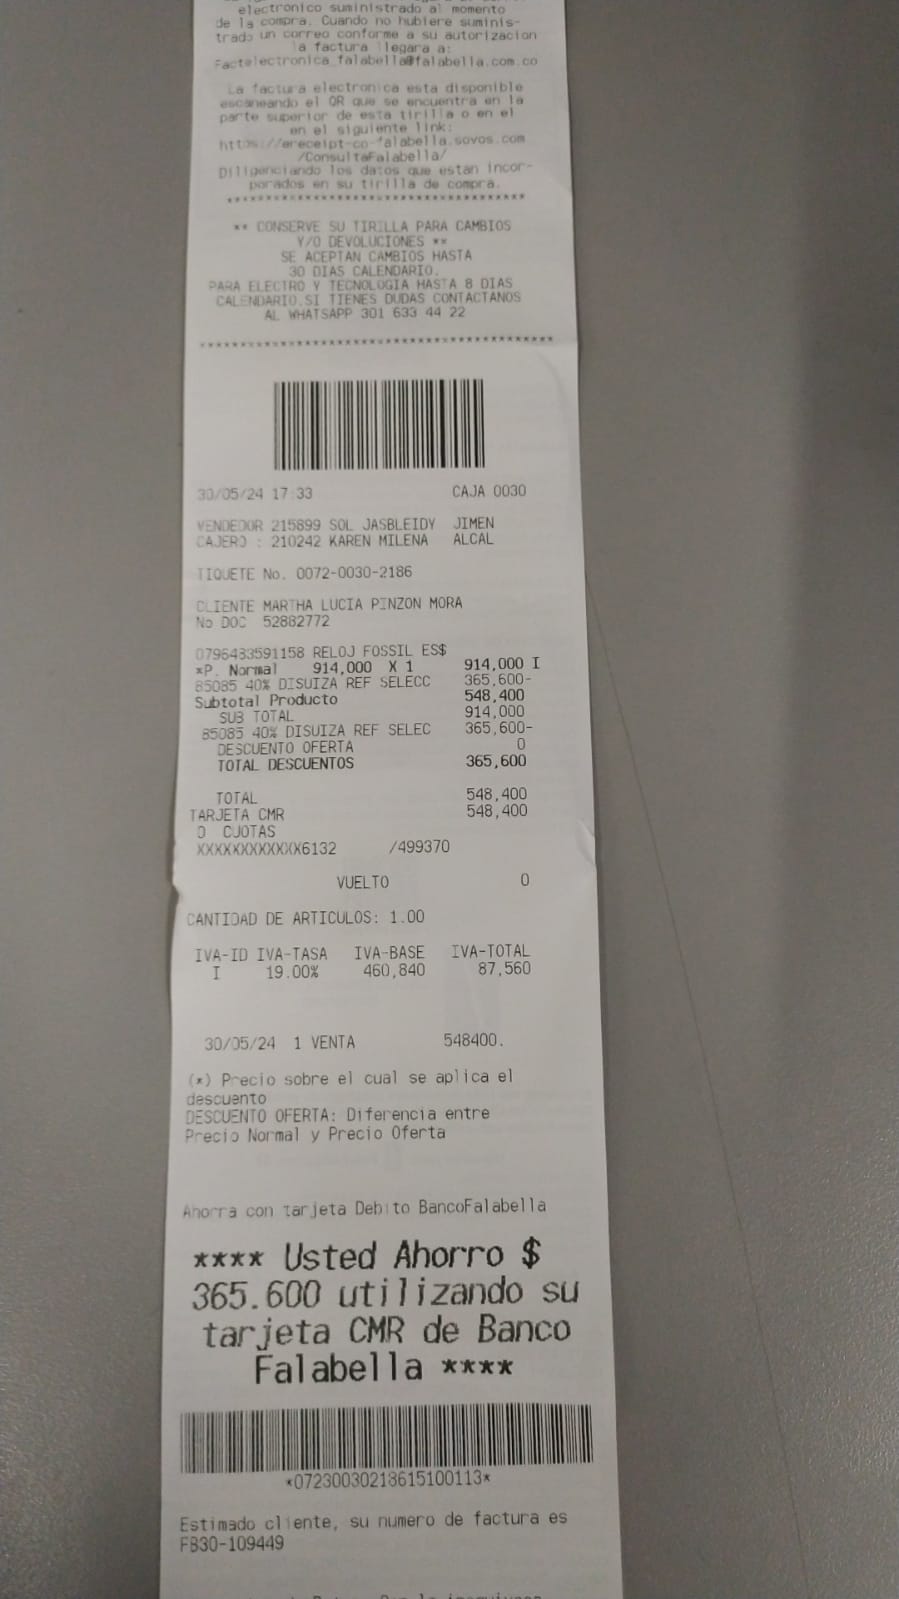 electronico suministrado al momento
de la compra. Cuando no hubiere suminis-
trado un correo conforme a su autorizacion
la factura llegara a:
Factelectronica_falabella@falabella.com.co
La factura electronica esta disponible
escaneando el QR que se encuentra en la
parte superior de esta tirilla o en el
en el siguiente link:
https://ereceipt-co-falabella.sovos.com
/ConsultaFalabella/
Diligenciando los datos que estan incor-
porados en su tirilla de compra.
****************************************
** CONSERVE SU TIRILLA PARA CAMBIOS
Y/O DEVOLUCIONES **
SE ACEPTAN CAMBIOS HASTA
30 DIAS CALENDARIO.
PARA ELECTRO Y TECNOLOGIA HASTA 8 DIAS
CALENDARIO.SI TIENES DUDAS CONTACTANOS
AL WHATSAPP 301 633 44 22
********************************************
30/05/24 17:33 CAJA 0030
VENDEDOR 215899 SOL JASBLEIDY JIMEN
CAJERO : 210242 KAREN MILENA ALCAL
TIQUETE No. 0072-0030-2186
CLIENTE MARTHA LUCIA PINZON MORA
No DOC 52882772
0796483591158 RELOJ FOSSIL ES$
*P. Normal 914,000 X 1 914,000 I
85085 40% DISUIZA REF SELECC 365,600-
Subtotal Producto 548,400
SUB TOTAL 914,000
85085 40% DISUIZA REF SELEC 365,600-
DESCUENTO OFERTA 0
TOTAL DESCUENTOS 365,600
TOTAL 548,400
TARJETA CMR 548,400
0 CUOTAS
XXXXXXXXXXXX6132 /499370
VUELTO 0
CANTIDAD DE ARTICULOS: 1.00
IVA-ID IVA-TASA IVA-BASE IVA-TOTAL
I 19.00% 460,840 87,560
30/05/24 1 VENTA 548400.
(*) Precio sobre el cual se aplica el
descuento
DESCUENTO OFERTA: Diferencia entre
Precio Normal y Precio Oferta
Ahorra con tarjeta Debito BancoFalabella
**** Usted Ahorro $
365.600 utilizando su
tarjeta CMR de Banco
Falabella ****
*07230030218615100113*
Estimado cliente, su numero de factura es
FB30-109449